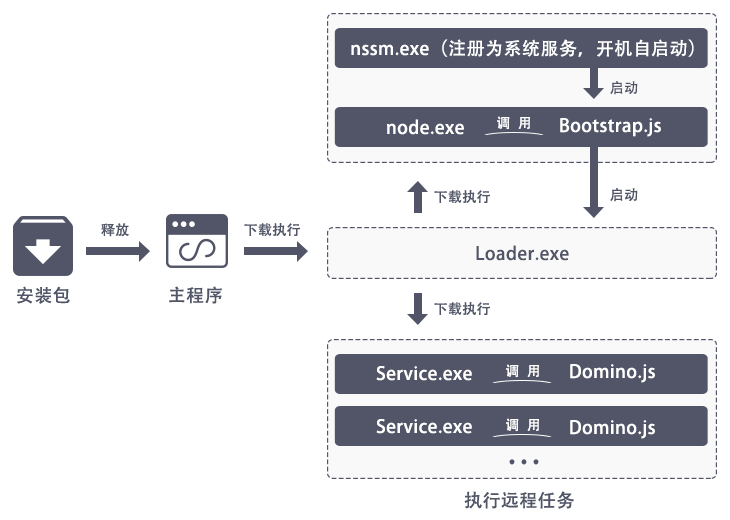 nssm.exe（注册为系统服务，开机自启动）
启动
node.exe 调用 Bootstrap.js
下载执行
启动
释放
下载执行
Loader.exe
安装包
主程序
下载执行
Service.exe 调用 Domino.js
Service.exe 调用 Domino.js
•••
执行远程任务